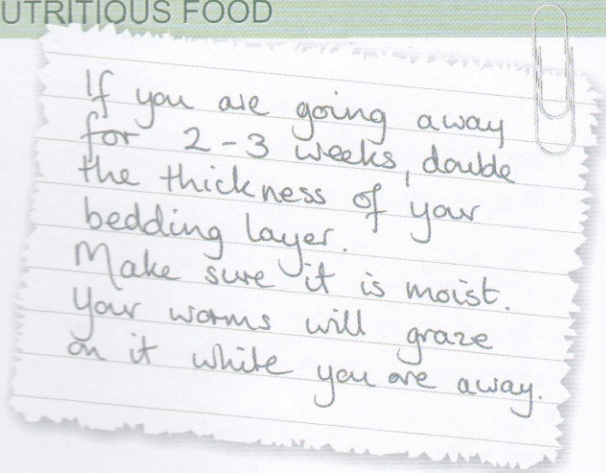 UTRITIOUS FOOD
If you are going away
for 2-3 weeks, double
the thickness of your
bedding layer.
Make sure it is moist.
Your worms will graze
on it while you are away.